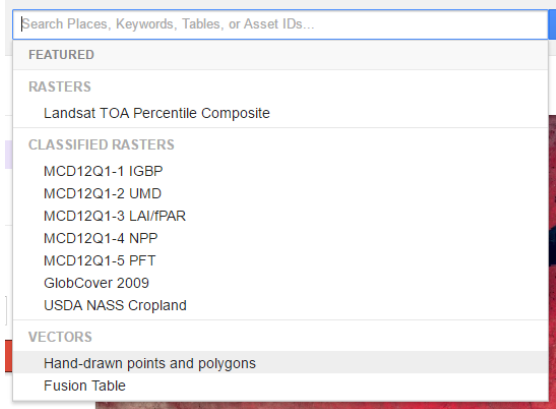 Search Places, Keywords, Tables, or Asset IDs...
FEATURED
RASTERS
Landsat TOA Percentile Composite
CLASSIFIED RASTERS
MCD12Q1-1 IGBP
MCD12Q1-2 UMD
MCD12Q1-3 LAI/fPAR
MCD12Q1-4 NPP
MCD12Q1-5 PFT
GlobCover 2009
USDA NASS Cropland
VECTORS
Hand-drawn points and polygons
Fusion Table